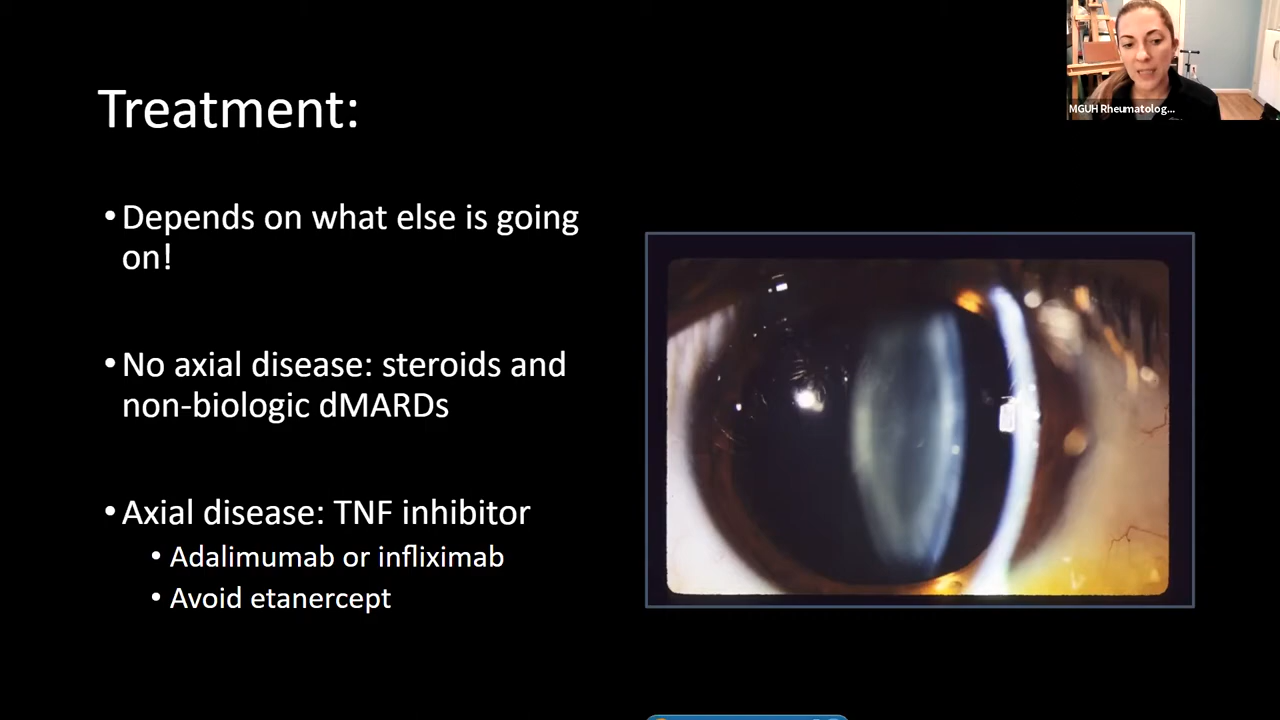 Treatment:
•Depends on what else is going
on!
•No axial disease: steroids and
non-biologic dMARDs
•Axial disease: TNF inhibitor
• Adalimumab or infliximab
• Avoid etanercept
MGUH Rheumatolog...